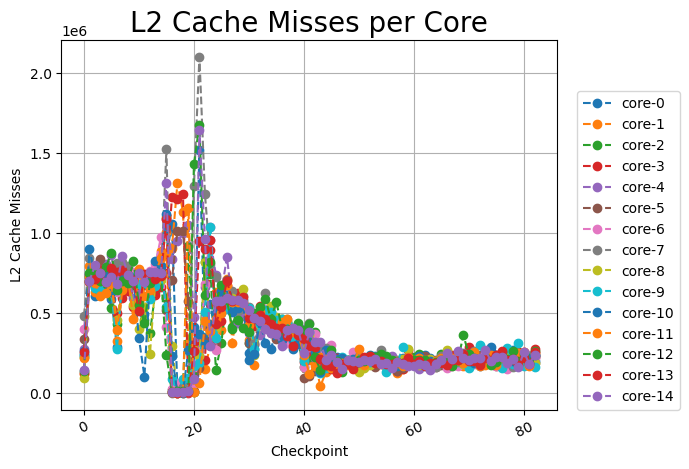 L2 Cache Misses per Core
1e6
2.0
1.5
1.0
0.5
0.0
L2 Cache Misses
0
20
40
60
80
Checkpoint
core-0
core-1
core-2
core-3
core-4
core-5
core-6
core-7
core-8
core-9
core-10
core-11
core-12
core-13
core-14